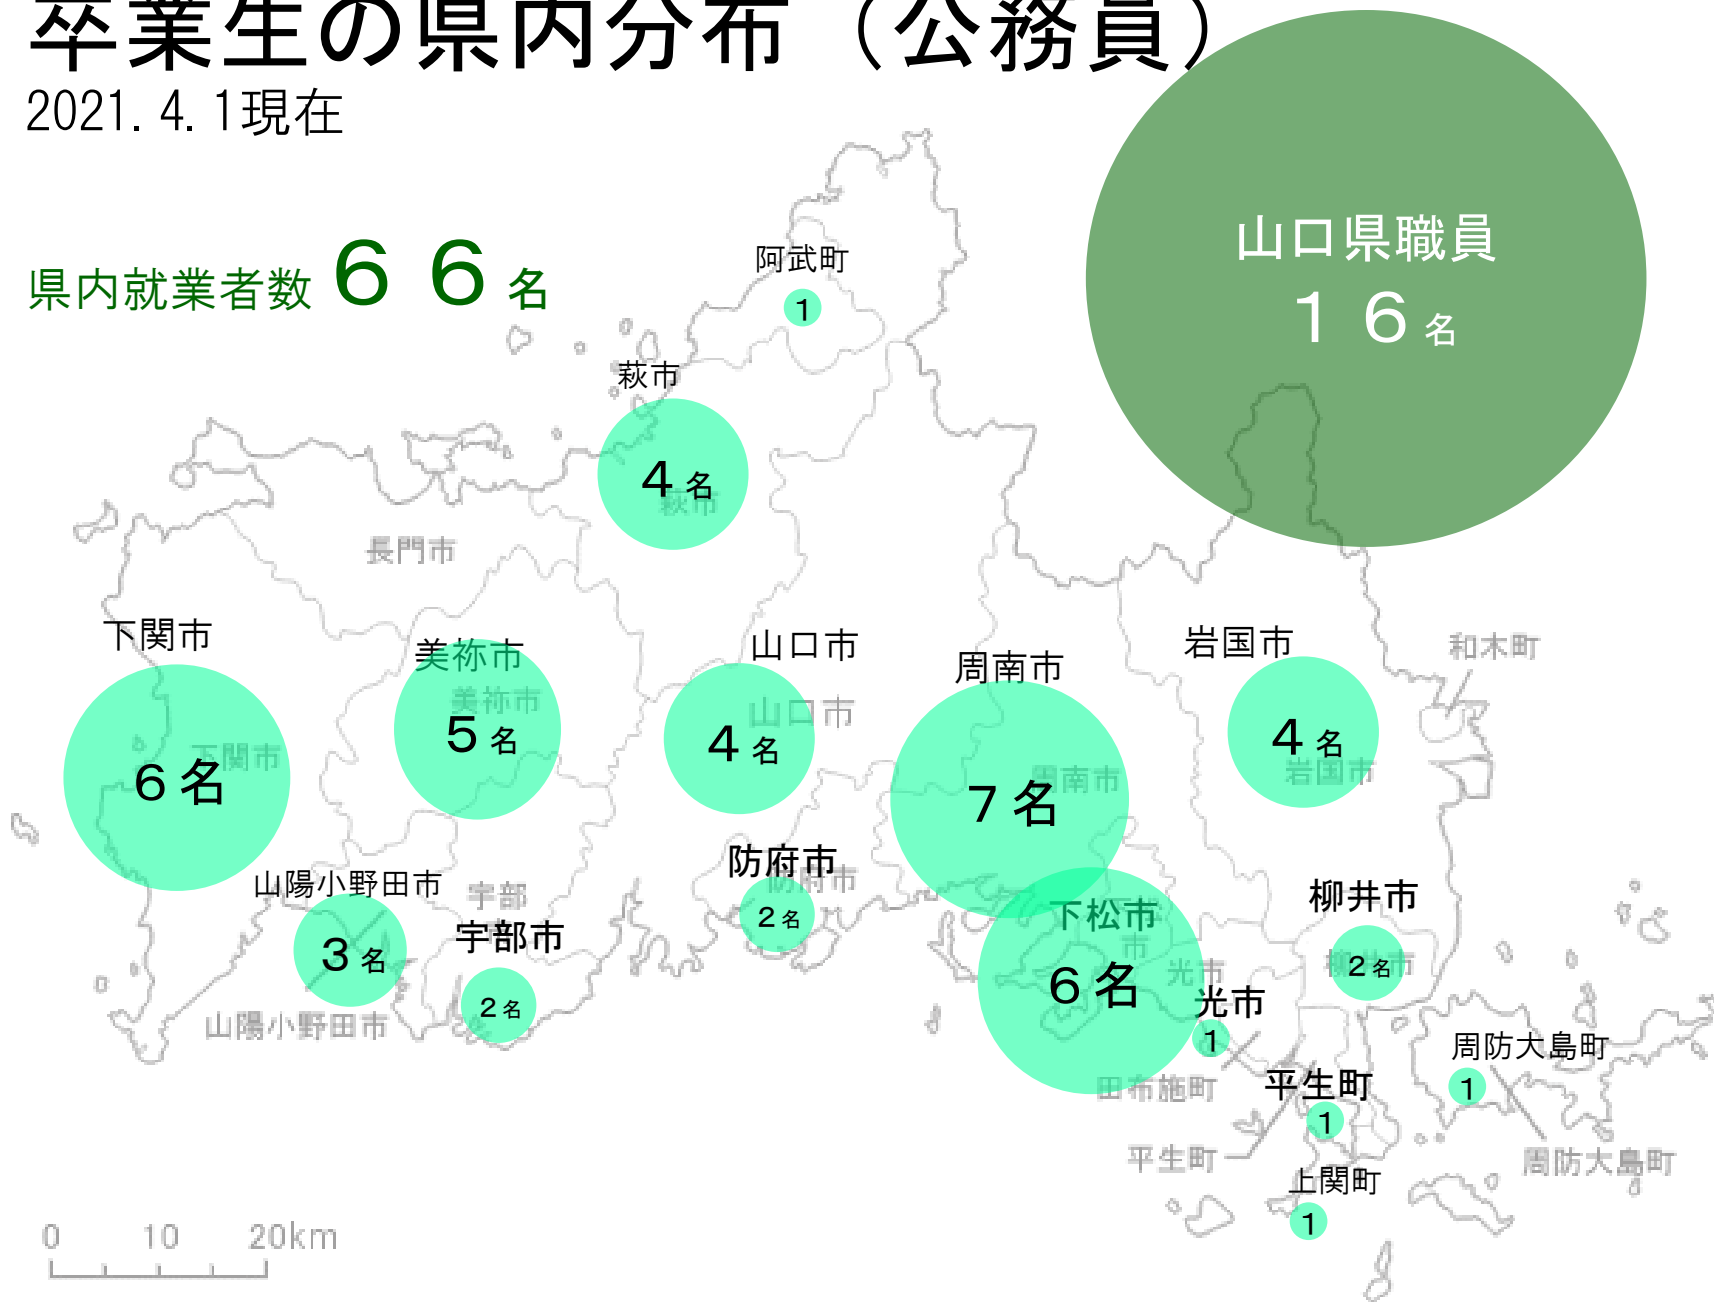 卒業生の県内分布（公務員）
2021.4.1現在
県内就業者数 ６６名
山口県職員
１６名
阿武町
1
萩市
4名
萩市
長門市
下関市
下関市
6名
美祢市
美祢市
5名
山口市
山口市
4名
周南市
周南市
7名
岩国市
4名
岩国市
和木町
防府市
防府市
2名
山陽小野田市
3名
山陽小野田市
宇部
宇部市
2名
下松市
市
6名
柳井市
柳井市
2名
光市
光市
1
田布施町
平生町
1
平生町
周防大島町
1
周防大島町
上関町
1
0 10 20km